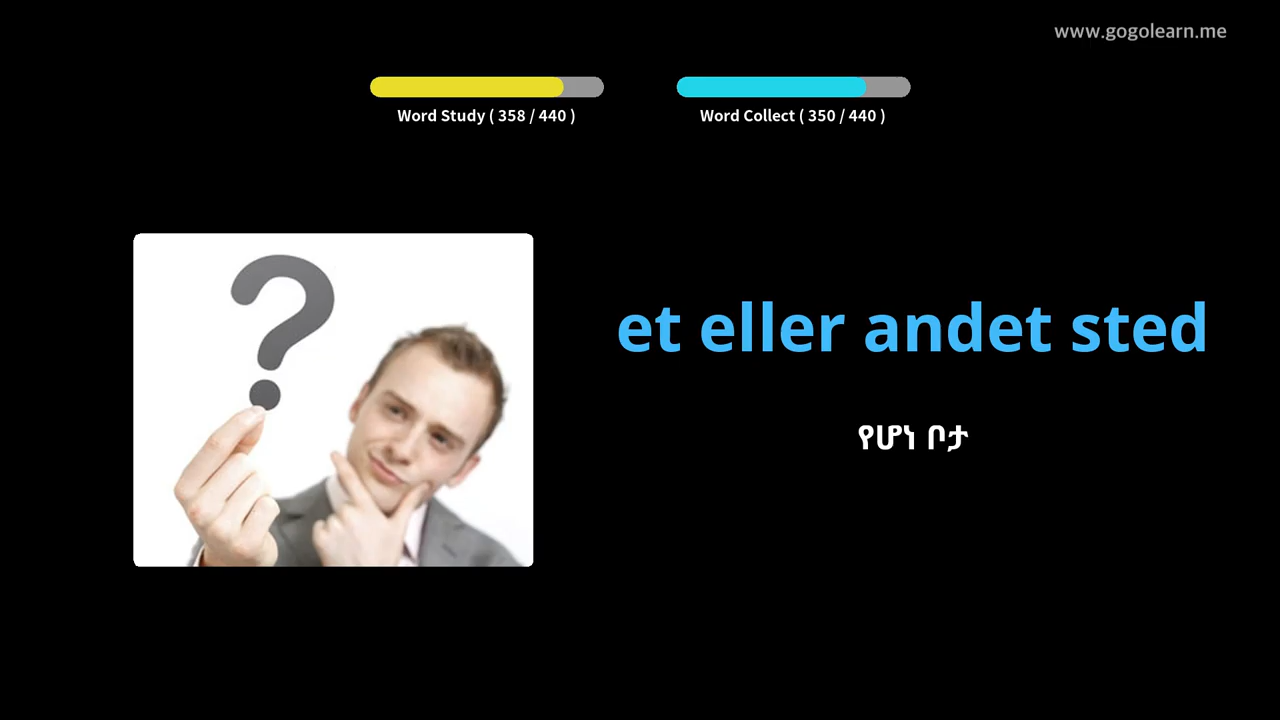 www.gogolearn.me
Word Study ( 358 / 440 )
Word Collect ( 350 / 440 )
et eller andet sted
የሆነ ቦታ